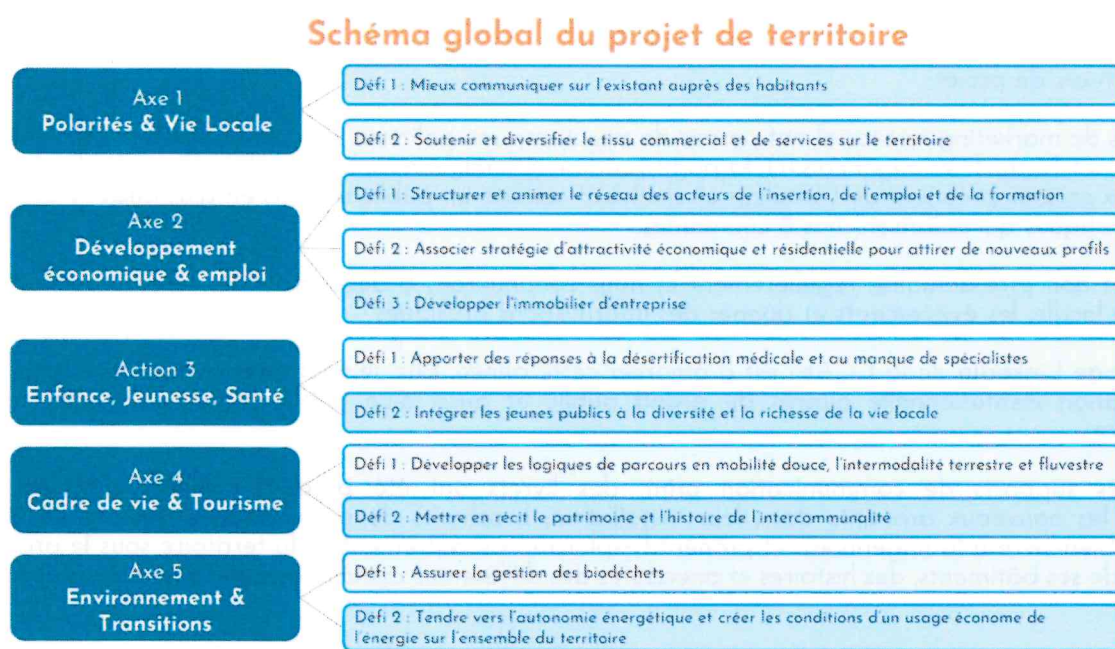 Schéma global du projet de territoire
Axe 1
Polarités & Vie Locale
Défi 1 : Mieux communiquer sur l'existant auprès des habitants
Défi 2 : Soutenir et diversifier le tissu commercial et de services sur le territoire
Axe 2
Développement
économique & emploi
Défi 1 : Structurer et animer le réseau des acteurs de l'insertion, de l'emploi et de la formation
Défi 2 : Associer stratégie d'attractivité économique et résidentielle pour attirer de nouveaux profils
Défi 3 : Développer l'immobilier d'entreprise
Action 3
Enfance, Jeunesse, Santé
Défi 1 : Apporter des réponses à la désertification médicale et au manque de spécialistes
Défi 2 : Intégrer les jeunes publics à la diversité et la richesse de la vie locale
Axe 4
Cadre de vie & Tourisme
Défi 1 : Développer les logiques de parcours en mobilité douce, l'intermodalité terrestre et fluvestre
Défi 2 : Mettre en récit le patrimoine et l'histoire de l'intercommunalité
Axe 5
Environnement &
Transitions
Défi 1 : Assurer la gestion des biodéchets
Défi 2 : Tendre vers l'autonomie énergétique et créer les conditions d'un usage économe de
l'énergie sur l'ensemble du territoire